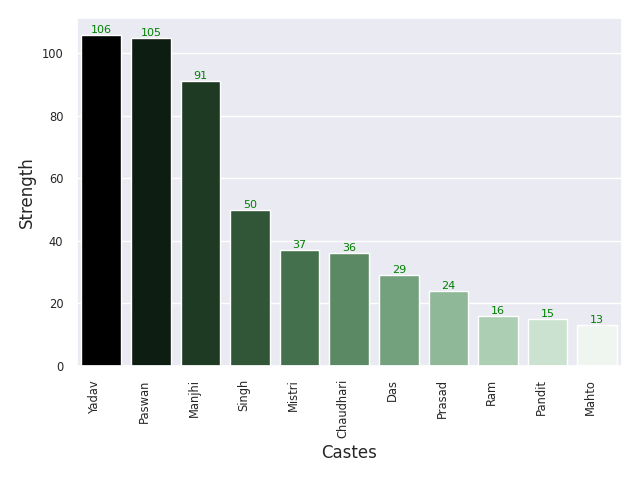 106
105
91
50
37
36
29
24
16
15
13
100
80
60
40
20
0
Strength
Yadav
Paswan
Manjhi
Singh
Mistri
Chaudhari
Das
Prasad
Ram
Pandit
Mahto
Castes